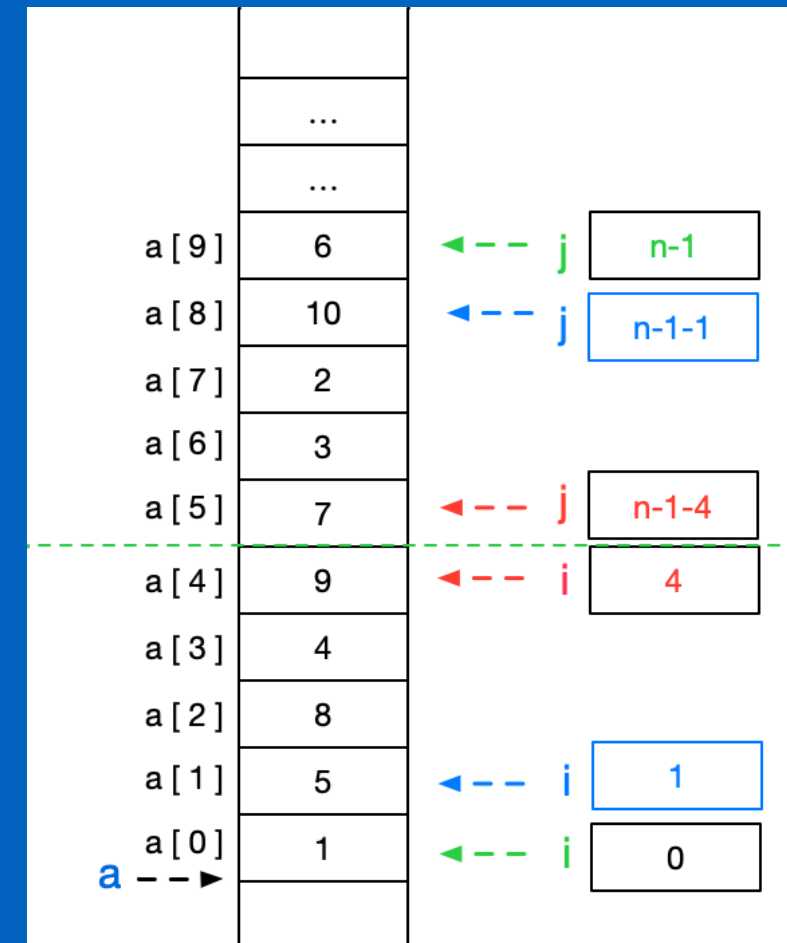 ...
...
a[9] 6 j n-1
a[8] 10 j n-1-1
a[7] 2
a[6] 3
a[5] 7 j n-1-4
a[4] 9 i 4
a[3] 4
a[2] 8
a[1] 5 i 1
a[0] 1 i 0
a